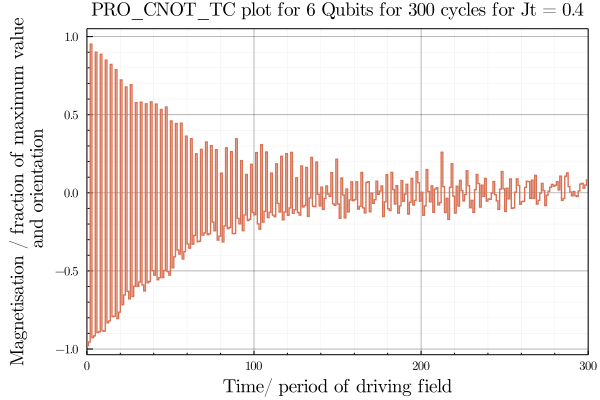 PRO_CNOT_TC plot for 6 Qubits for 300 cycles for Jt = 0.4
Magnetisation / fraction of maximum value
and orientation
1.0
0.5
0.0
−0.5
−1.0
0
100
200
300
Time/ period of driving field